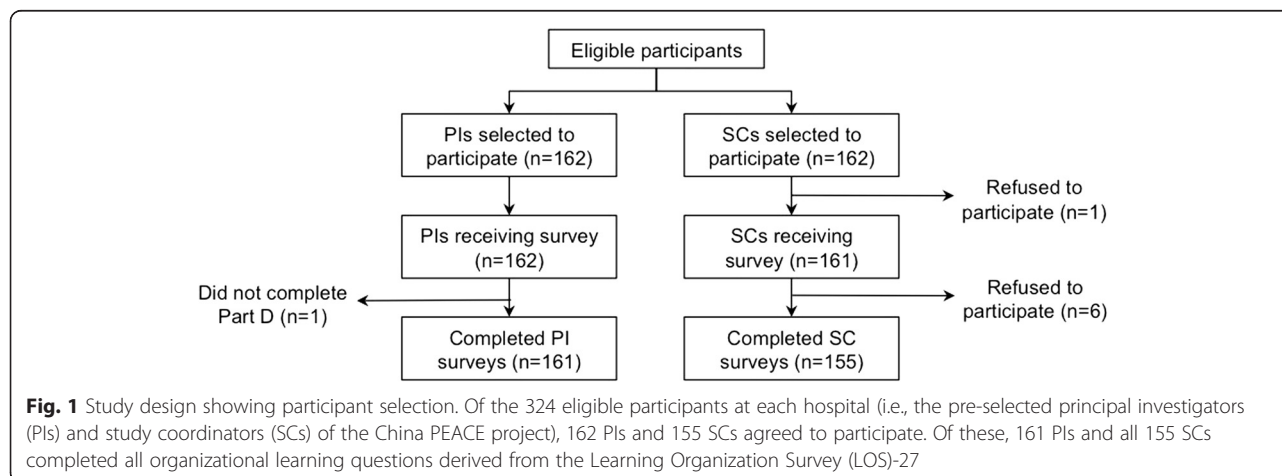 Eligible participants
PIs selected to
participate (n=162)
SCs selected to
participate (n=162)
Refused to
participate (n=1)
PIs receiving survey
(n=162)
SCs receiving
survey (n=161)
Did not complete
Part D (n=1)
Refused to
participate (n=6)
Completed PI
surveys (n=161)
Completed SC
surveys (n=155)
Fig. 1 Study design showing participant selection. Of the 324 eligible participants at each hospital (i.e., the pre-selected principal investigators
(PIs) and study coordinators (SCs) of the China PEACE project), 162 PIs and 155 SCs agreed to participate. Of these, 161 PIs and all 155 SCs
completed all organizational learning questions derived from the Learning Organization Survey (LOS)-27